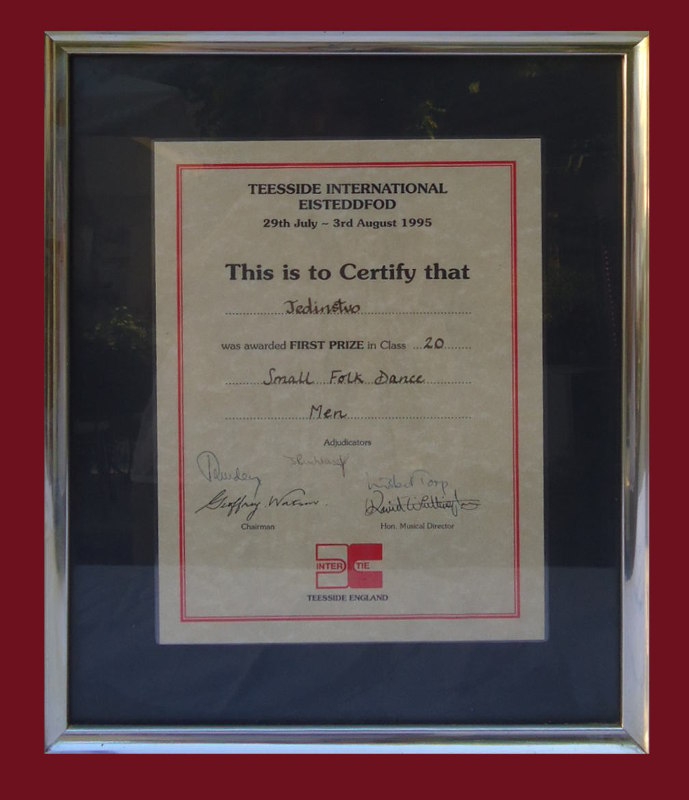 TEESSIDE INTERNATIONAL
EISTEDDFOD
29th July ~ 3rd August 1995
This is to Certify that
Jedinstvo
was awarded FIRST PRIZE in Class 20
Small Folk Dance
Men
Adjudicators
Geoffrey Watson
Chairman
Hon. Musical Director
INTER TIE
TEESSIDE ENGLAND